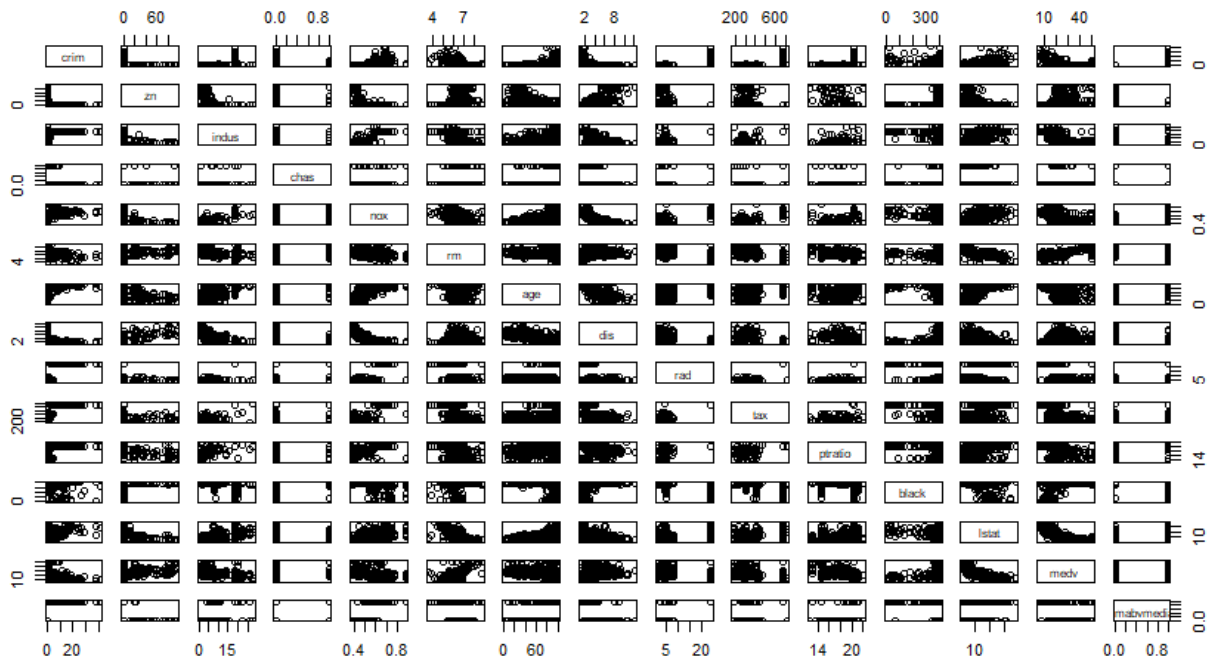 0 60 0.0 0.8 4 7 2 8 200 600 0 300 10 40
crim 0
0 zn
indus 0
0.0 chas
nox 0.4
4 rm
age 0
2 dis
rad 5
200 tax
ptratio 14
0 black
lstat 10
10 medv
mabvmedi 0.0
0 20 0 15 0.4 0.8 0 60 5 20 14 20 10 0.0 0.8